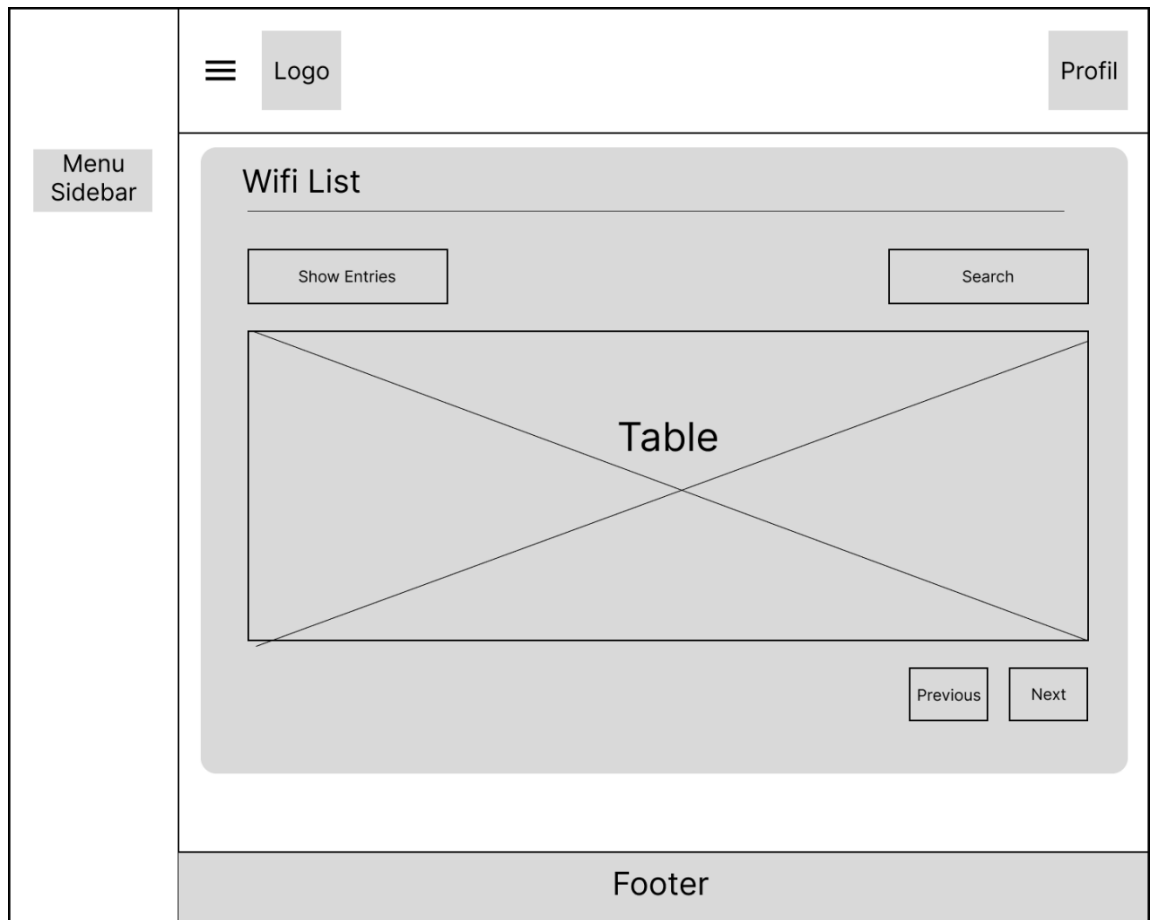 Logo
Profil
Menu
Sidebar
Wifi List
Show Entries
Search
Table
Previous
Next
Footer